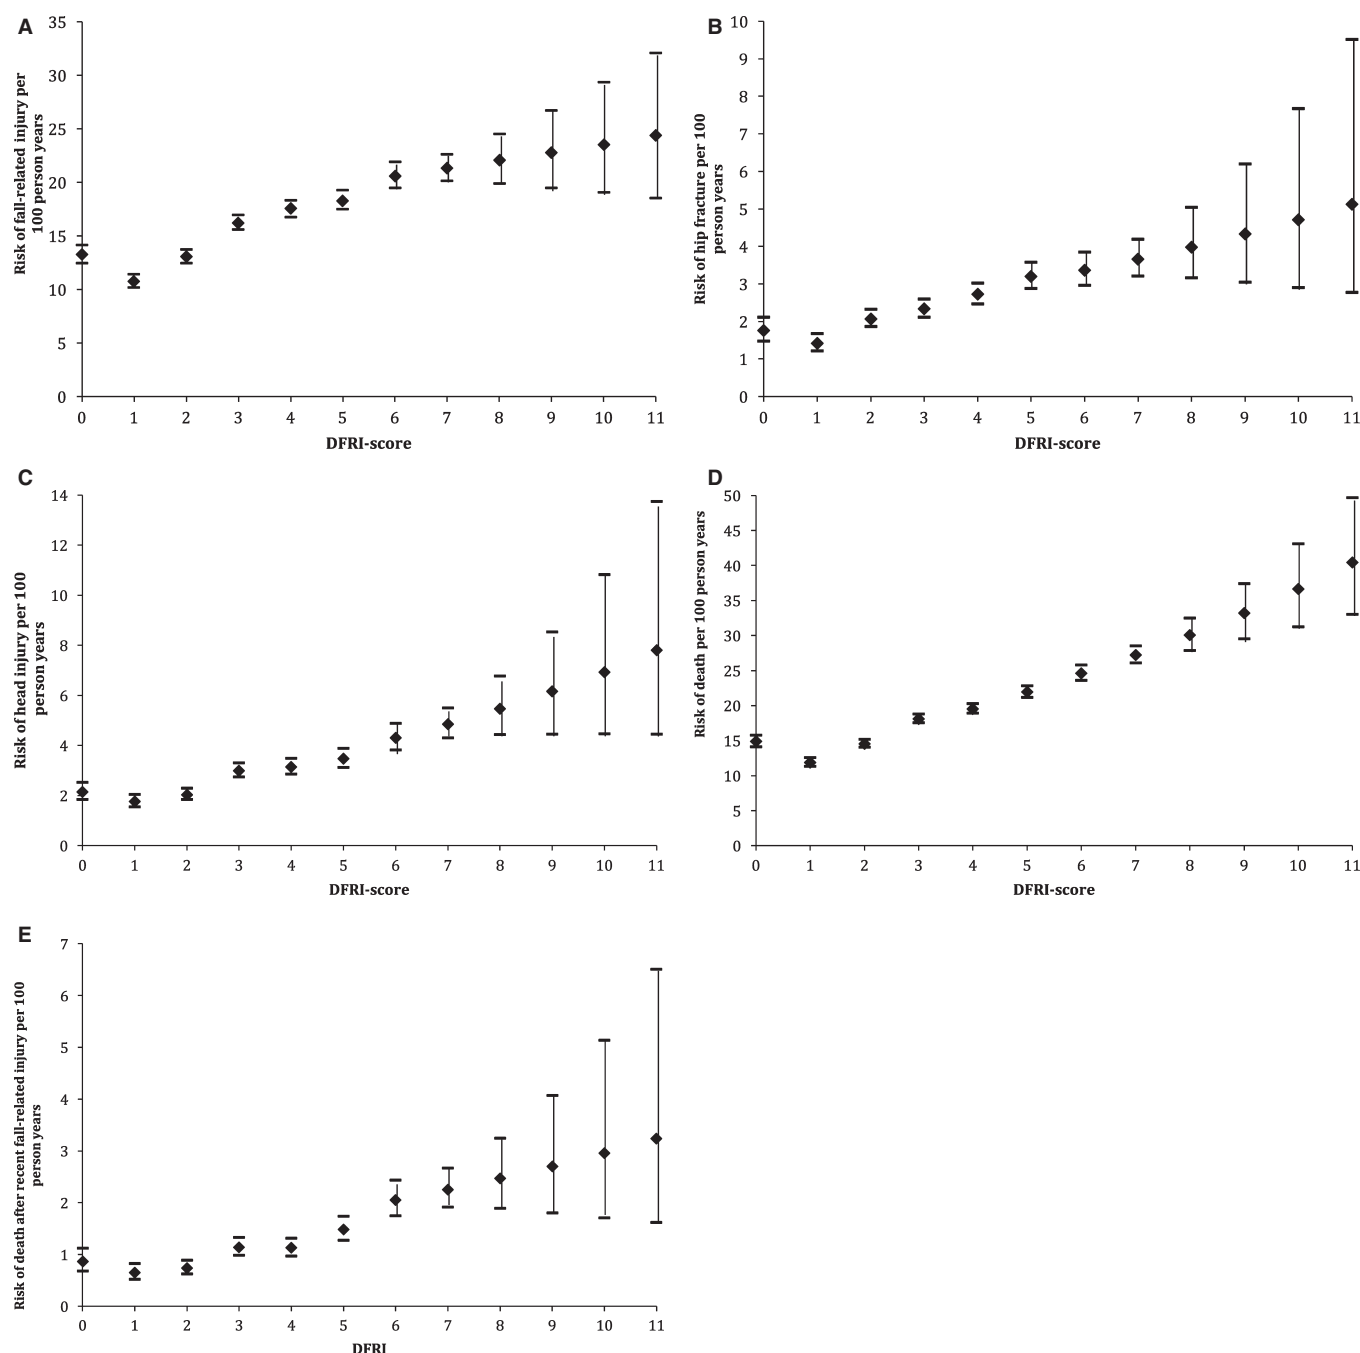 A
Risk of fall-related injury per
100 person years
35
30
25
20
15
10
5
0
0 1 2 3 4 5 6 7 8 9 10 11
DFRI-score
B
Risk of hip fracture per 100
person years
10
9
8
7
6
5
4
3
2
1
0
0 1 2 3 4 5 6 7 8 9 10 11
DFRI-score
C
Risk of head injury per 100
person years
14
12
10
8
6
4
2
0
0 1 2 3 4 5 6 7 8 9 10 11
DFRI-score
D
Risk of death per 100 person years
50
45
40
35
30
25
20
15
10
5
0
0 1 2 3 4 5 6 7 8 9 10 11
DFRI-score
E
Risk of death after recent fall-related injury per 100
person years
7
6
5
4
3
2
1
0
0 1 2 3 4 5 6 7 8 9 10 11
DFRI